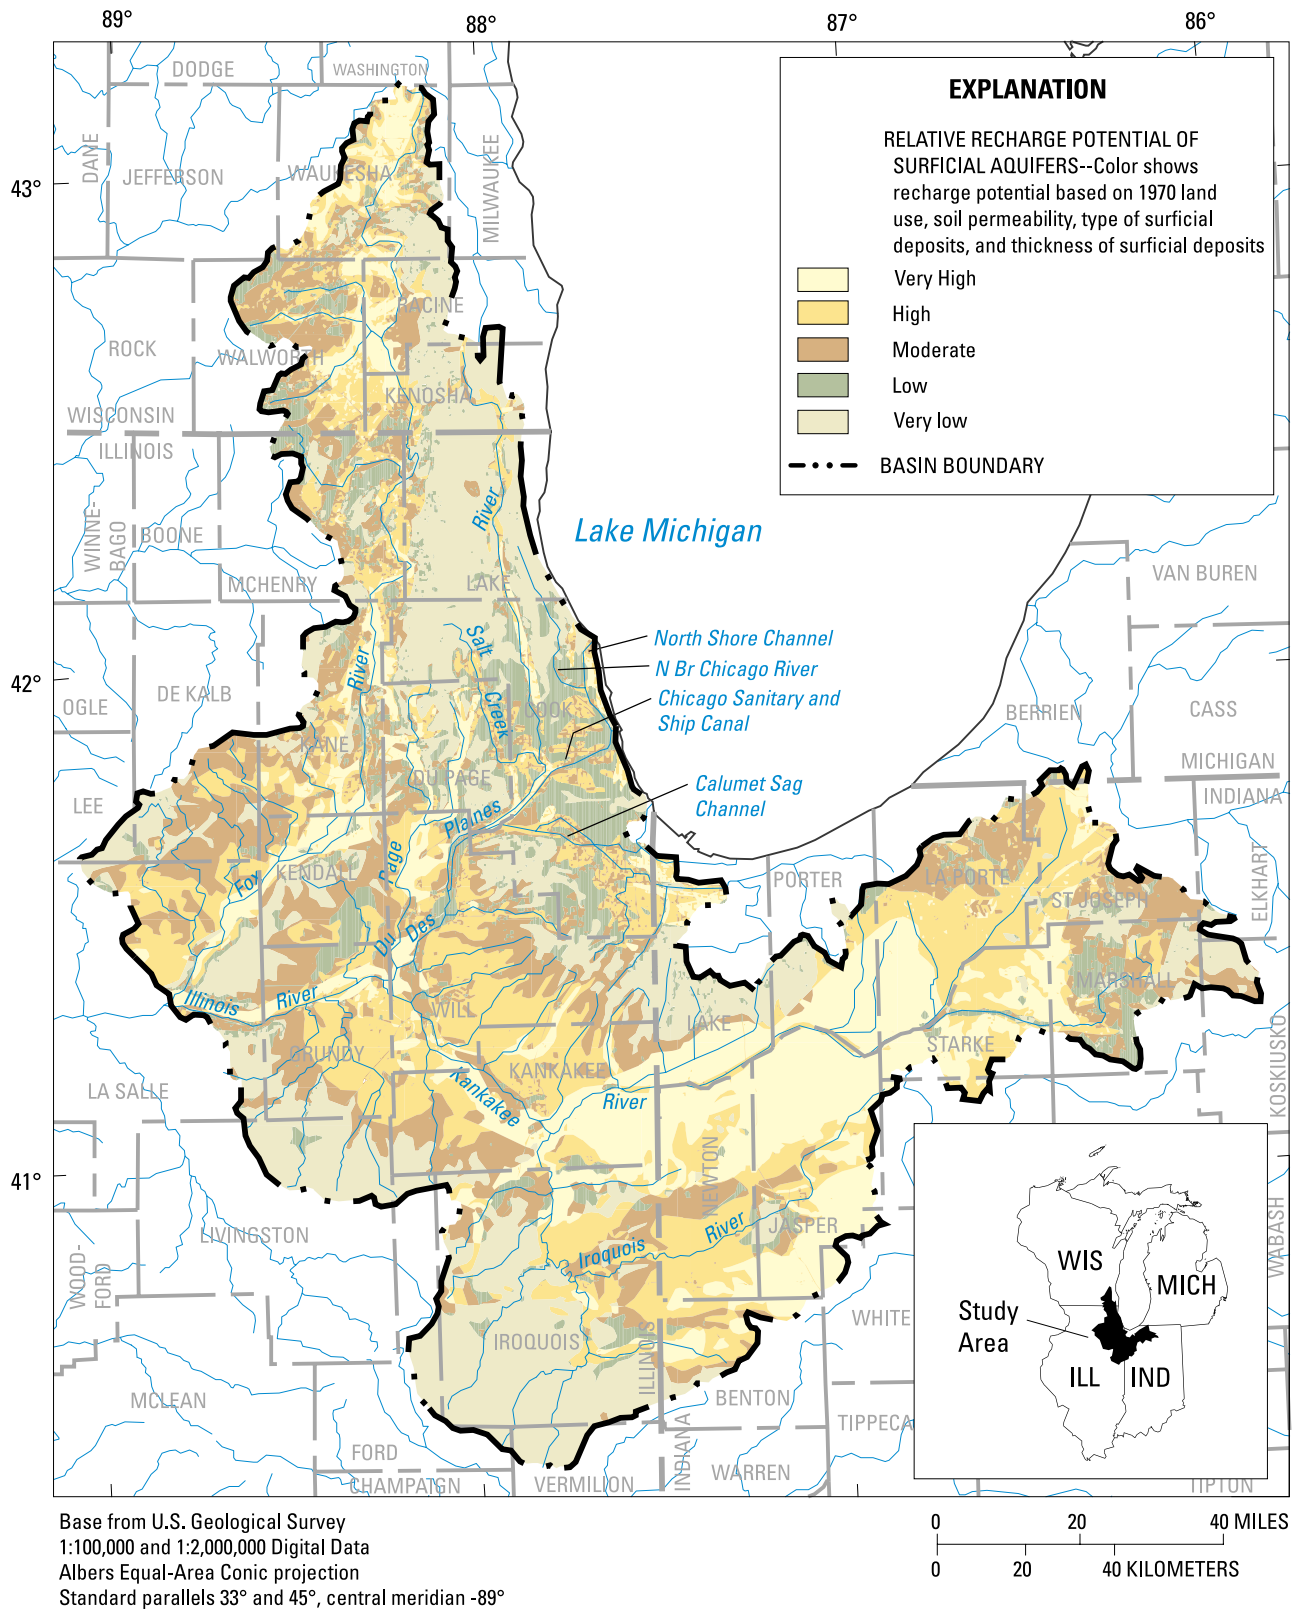 89°
88°
87°
86°
DODGE
WASHINGTON
EXPLANATION
RELATIVE RECHARGE POTENTIAL OF
SURFICIAL AQUIFERS--Color shows
recharge potential based on 1970 land
use, soil permeability, type of surficial
deposits, and thickness of surficial deposits
Very High
High
Moderate
Low
Very low
BASIN BOUNDARY
DANE
JEFFERSON
WAUKESHA
MILWAUKEE
43°
RACINE
ROCK
WALWORTH
KENOSHA
WISCONSIN
ILLINOIS
River
Lake Michigan
WINNE-
BAGO
BOONE
MCHENRY
LAKE
VAN BUREN
Salt
Creek
North Shore Channel
N Br Chicago River
Chicago Sanitary and
Ship Canal
River
42°
DE KALB
OGLE
COOK
BERRIEN
CASS
KANE
DU PAGE
MICHIGAN
INDIANA
LEE
Calumet Sag
Channel
Plaines
KENDALL
Page
Fox
PORTER
LA PORTE
ST JOSEPH
ELKHART
Du
Des
MARSHALL
Illinois
River
WILL
LAKE
STARKE
GRUNDY
KANKAKEE
KOSKIUSKO
LA SALLE
Kankakee
River
41°
NEWTON
JASPER
LIVINGSTON
WOOD-
FORD
Iroquois
River
WABASH
WHITE
IROQUOIS
ILLINOIS
INDIANA
MCLEAN
BENTON
TIPPECA
FORD
WARREN
CHAMPAIGN
VERMILION
TIPTON
WIS
MICH
Study
Area
ILL
IND
Base from U.S. Geological Survey
1:100,000 and 1:2,000,000 Digital Data
Albers Equal-Area Conic projection
Standard parallels 33° and 45°, central meridian -89°
0 20 40 MILES
0 20 40 KILOMETERS